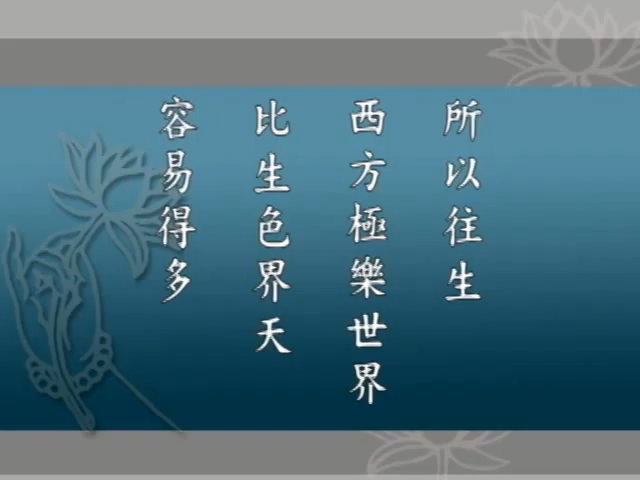 所以往生
西方極樂世界
比生色界天
容易得多